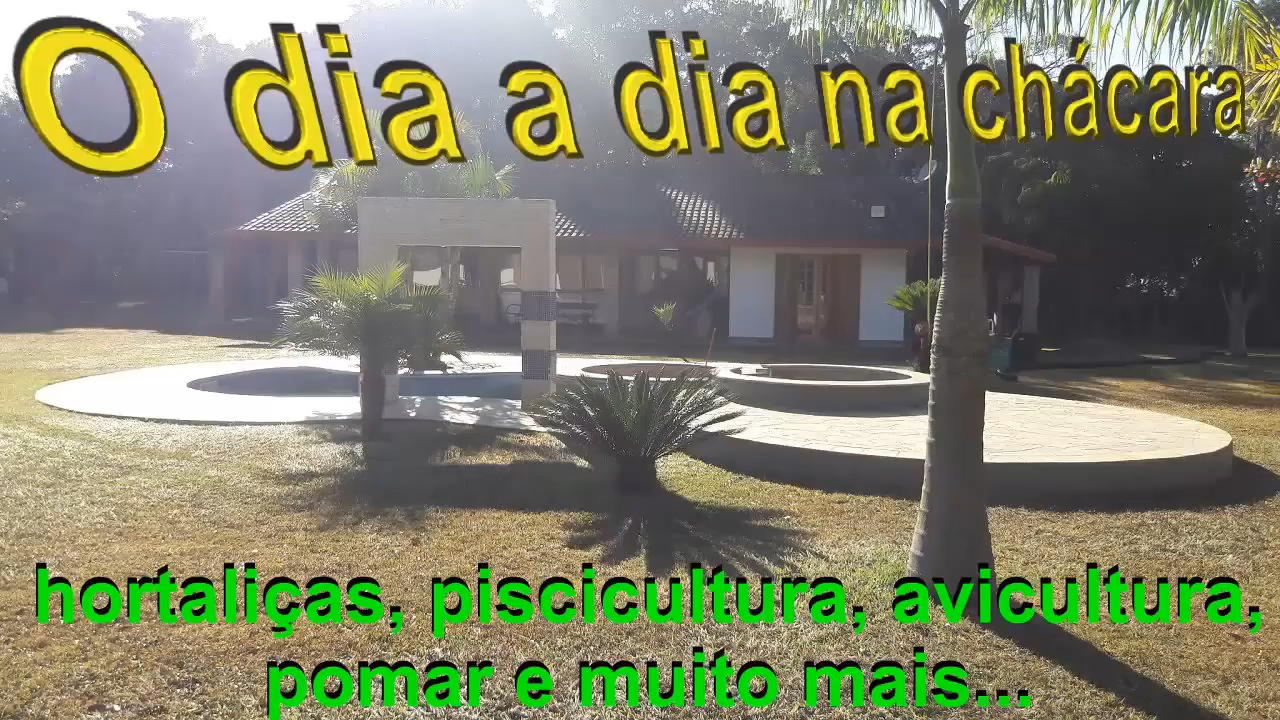 O dia a dia na chácara
hortaliças, piscicultura, avicultura,
pomar e muito mais...